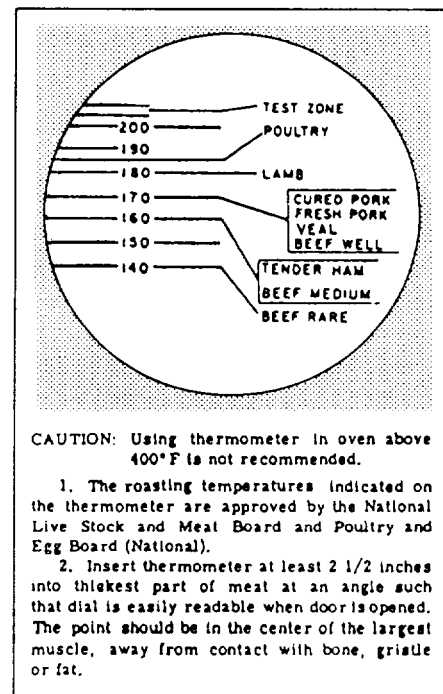 TEST ZONE
200
POULTRY
190
180 LAMB
170
CURED PORK
FRESH PORK
160
VEAL
BEEF WELL
150
TENDER HAM
140
BEEF MEDIUM
BEEF RARE
CAUTION: Using thermometer in oven above
400°F is not recommended.
1. The roasting temperatures indicated on
the thermometer are approved by the National
Live Stock and Meat Board and Poultry and
Egg Board (National).
2. Insert thermometer at least 2 1/2 inches
into thickest part of meat at an angle such
that dial is easily readable when door is opened.
The point should be in the center of the largest
muscle, away from contact with bone, gristle
or fat.